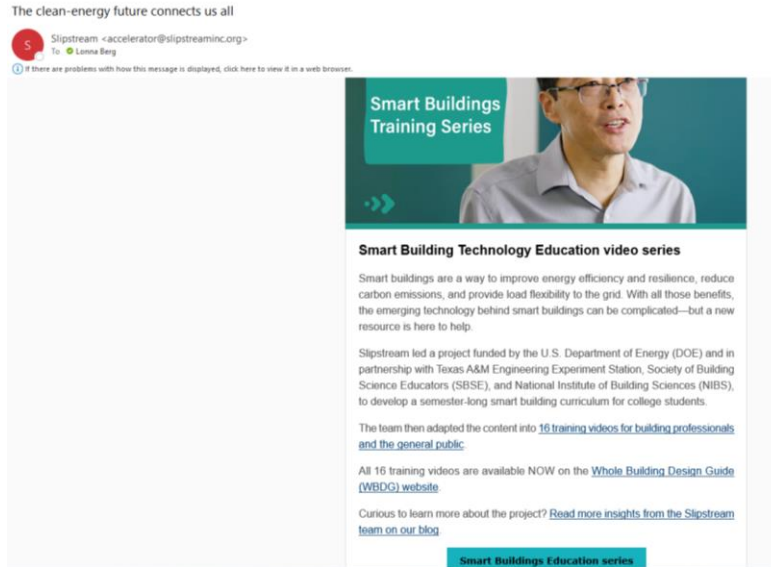 The clean-energy future connects us all
S
Slipstream <accelerator@slipstreaminc.org>
To Lonna Berg
If there are problems with how this message is displayed, click here to view it in a web browser.
Smart Buildings
Training Series
Smart Building Technology Education video series
Smart buildings are a way to improve energy efficiency and resilience, reduce
carbon emissions, and provide load flexibility to the grid. With all those benefits,
the emerging technology behind smart buildings can be complicated—but a new
resource is here to help.
Slipstream led a project funded by the U.S. Department of Energy (DOE) and in
partnership with Texas A&M Engineering Experiment Station, Society of Building
Science Educators (SBSE), and National Institute of Building Sciences (NIBS),
to develop a semester-long smart building curriculum for college students.
The team then adapted the content into 16 training videos for building professionals
and the general public.
All 16 training videos are available NOW on the Whole Building Design Guide
(WBDG) website.
Curious to learn more about the project? Read more insights from the Slipstream
team on our blog.
Smart Buildings Education series